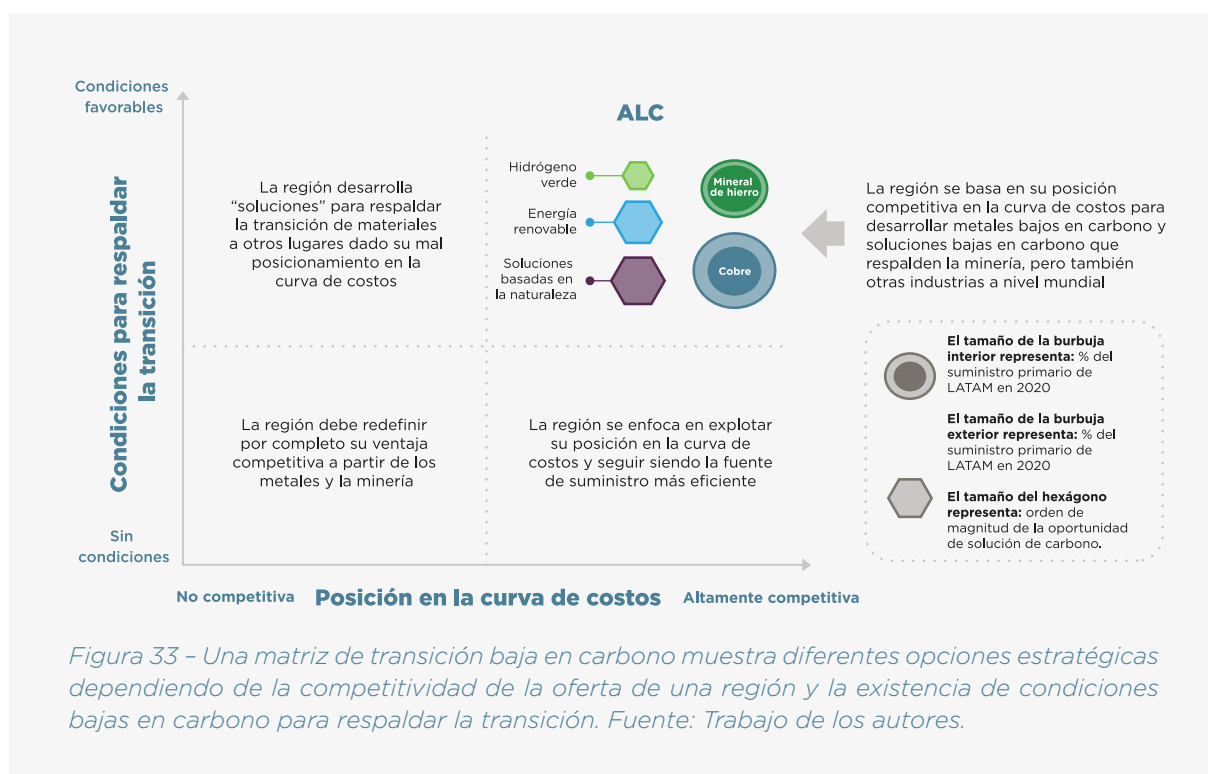 Condiciones
favorables
Condiciones para respaldar
la transición
Sin
condiciones
La región desarrolla
“soluciones” para respaldar
la transición de materiales
a otros lugares dado su mal
posicionamiento en la
curva de costos
ALC
Hidrógeno
verde
Energía
renovable
Soluciones
basadas en
la naturaleza
Mineral
de hierro
Cobre
La región se basa en su posición
competitiva en la curva de costos para
desarrollar metales bajos en carbono y
soluciones bajas en carbono que
respalden la minería, pero también
otras industrias a nivel mundial
La región debe redefinir
por completo su ventaja
competitiva a partir de los
metales y la minería
La región se enfoca en explotar
su posición en la curva de
costos y seguir siendo la fuente
de suministro más eficiente
El tamaño de la burbuja
interior representa: % del
suministro primario de
LATAM en 2020
El tamaño de la burbuja
exterior representa: % del
suministro primario de
LATAM en 2020
El tamaño del hexágono
representa: orden de
magnitud de la oportunidad
de solución de carbono.
No competitiva
Posición en la curva de costos
Altamente competitiva
Figura 33 – Una matriz de transición baja en carbono muestra diferentes opciones estratégicas
dependiendo de la competitividad de la oferta de una región y la existencia de condiciones
bajas en carbono para respaldar la transición. Fuente: Trabajo de los autores.